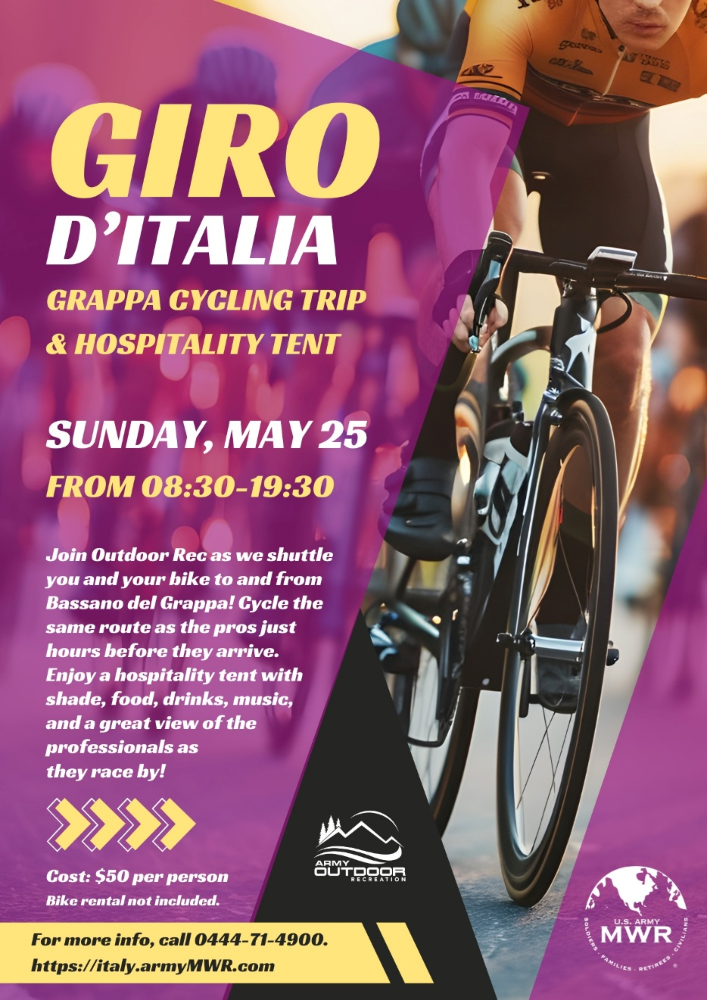 GIRO
D'ITALIA
GRAPPA CYCLING TRIP
& HOSPITALITY TENT
SUNDAY, MAY 25
FROM 08:30-19:30
Join Outdoor Rec as we shuttle
you and your bike to and from
Bassano del Grappa! Cycle the
same route as the pros just
hours before they arrive.
Enjoy a hospitality tent with
shade, food, drinks, music,
and a great view of the
professionals as
they race by!
Cost: $50 per person
Bike rental not included.
For more info, call 0444-71-4900.
https://italy.armyMWR.com
ARMY
OUTDOOR
RECREATION
U.S. ARMY
MWR
SOLDIERS · FAMILIES · RETIREES · CIVILIANS
®